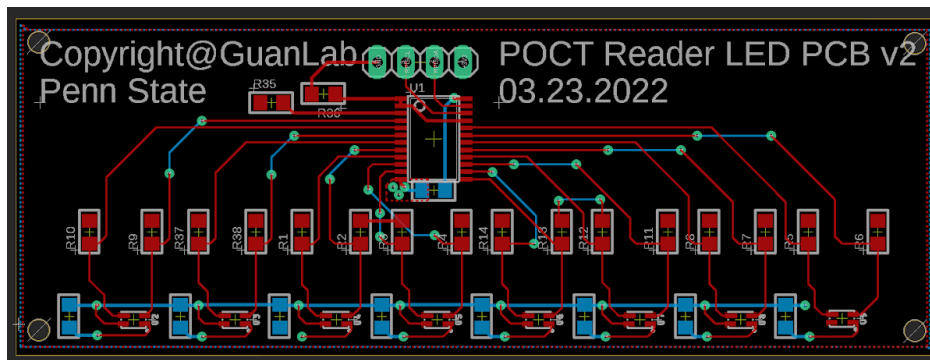 Copyright@GuanLab
POCT Reader LED PCB v2
Penn State
03.23.2022
R35
R36
U1
R10
R9
R37
R38
R1
R2
R3
R4
R14
R13
R12
R11
R8
R7
R5
R6